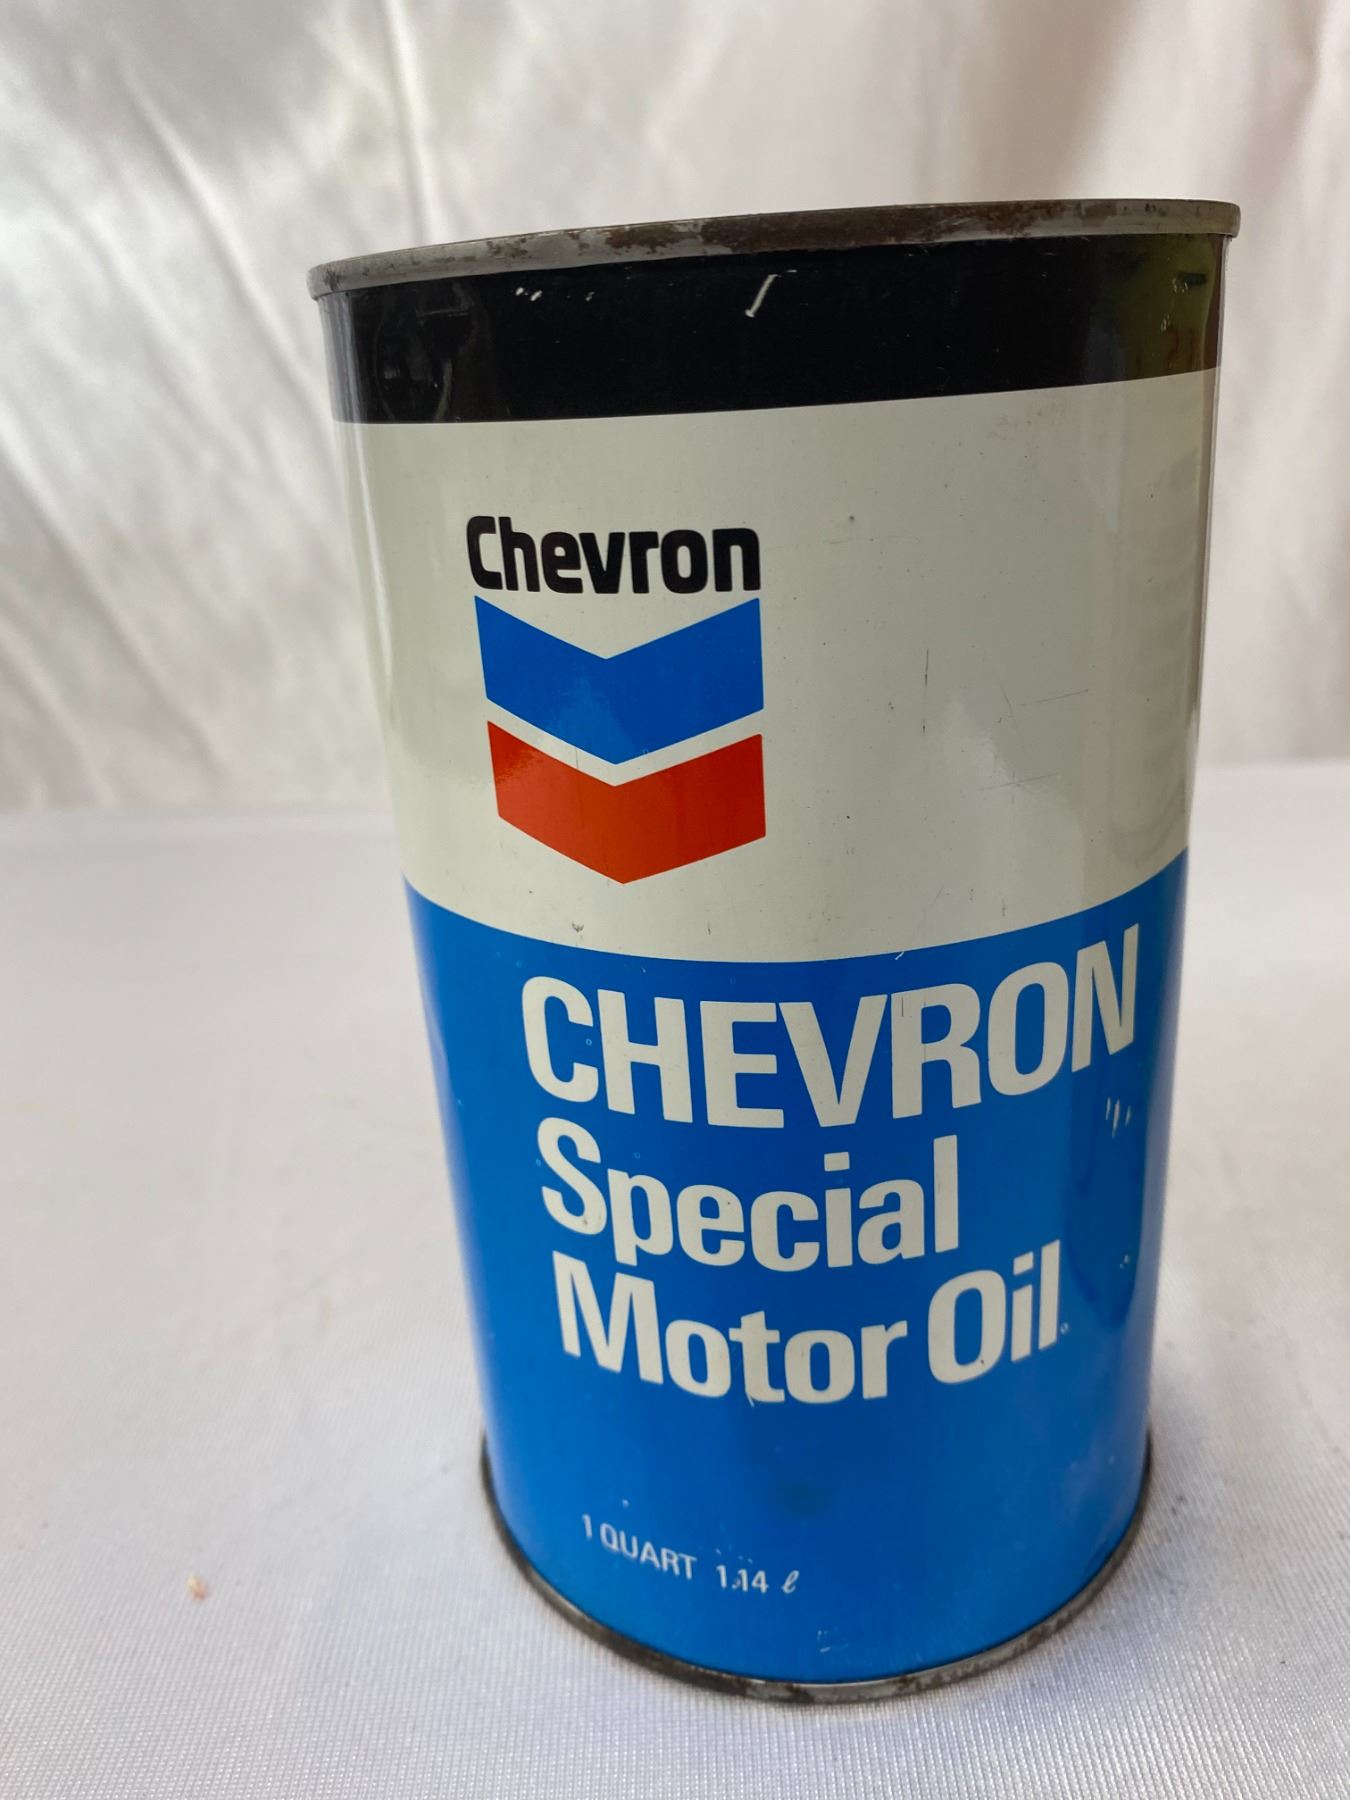 Chevron
CHEVRON
Special
Motor Oil
1 QUART 1.14 ℓ